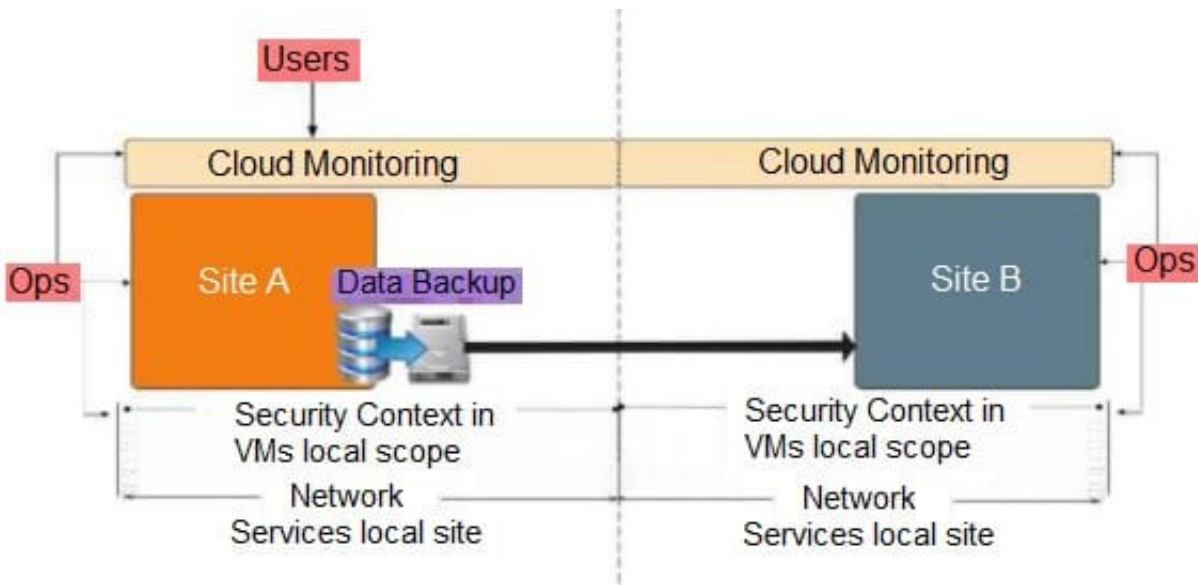 Users
Cloud Monitoring
Cloud Monitoring
Ops
Site A
Data Backup
Site B
Ops
Security Context in
VMs local scope
Security Context in
VMs local scope
Network
Services local site
Network
Services local site